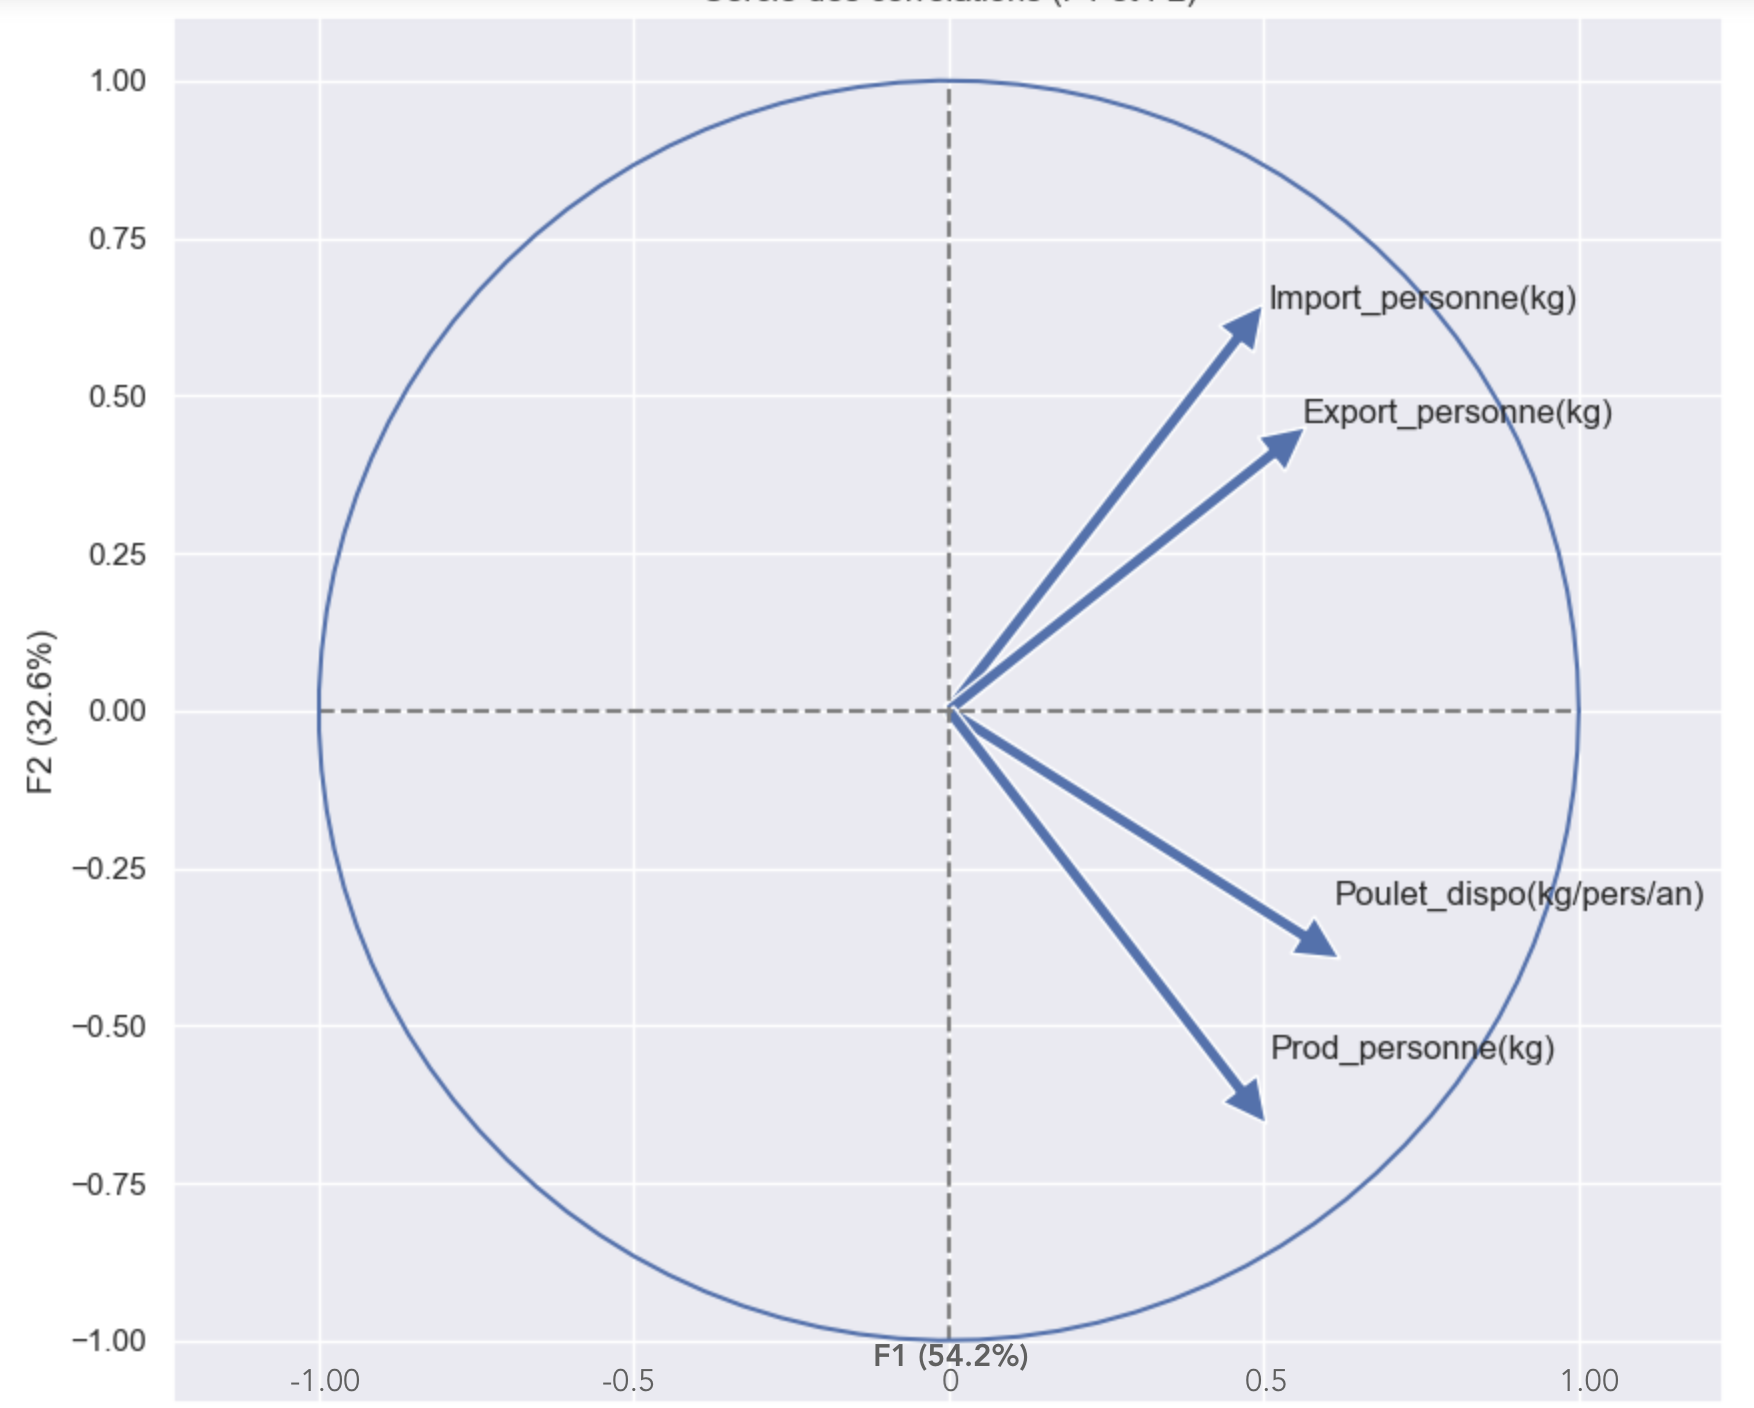 1.00
0.75
Import_personne(kg)
0.50
Export_personne(kg)
0.25
F2 (32.6%)
0.00
−0.25
Poulet_dispo(kg/pers/an)
−0.50
Prod_personne(kg)
−0.75
−1.00
F1 (54.2%)
-1.00 -0.5 0 0.5 1.00